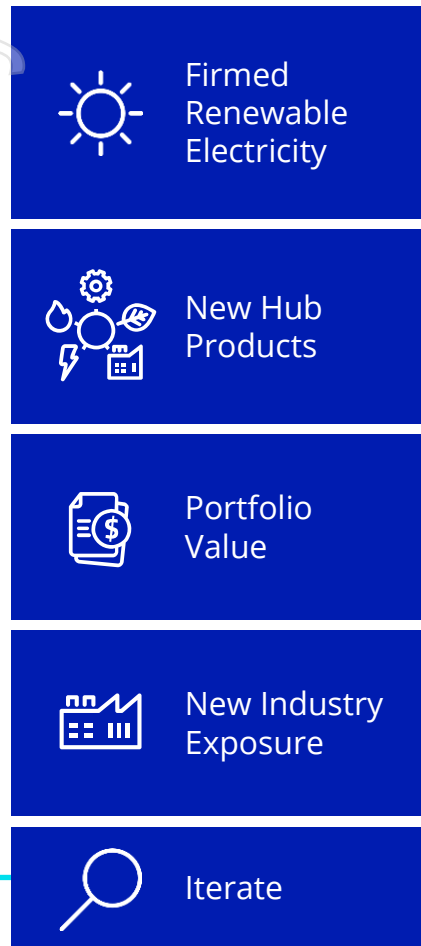 Firmed
Renewable
Electricity
New Hub
Products
$
Portfolio
Value
New Industry
Exposure
Iterate